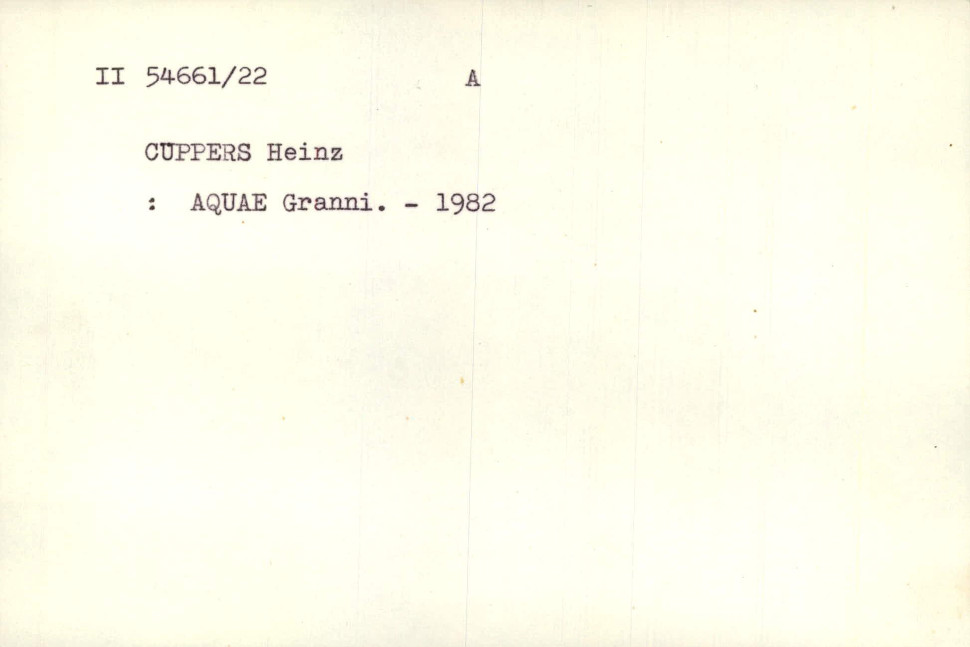 II 54661/22 A
CUPPERS Heinz
: AQUAE Granni. - 1982